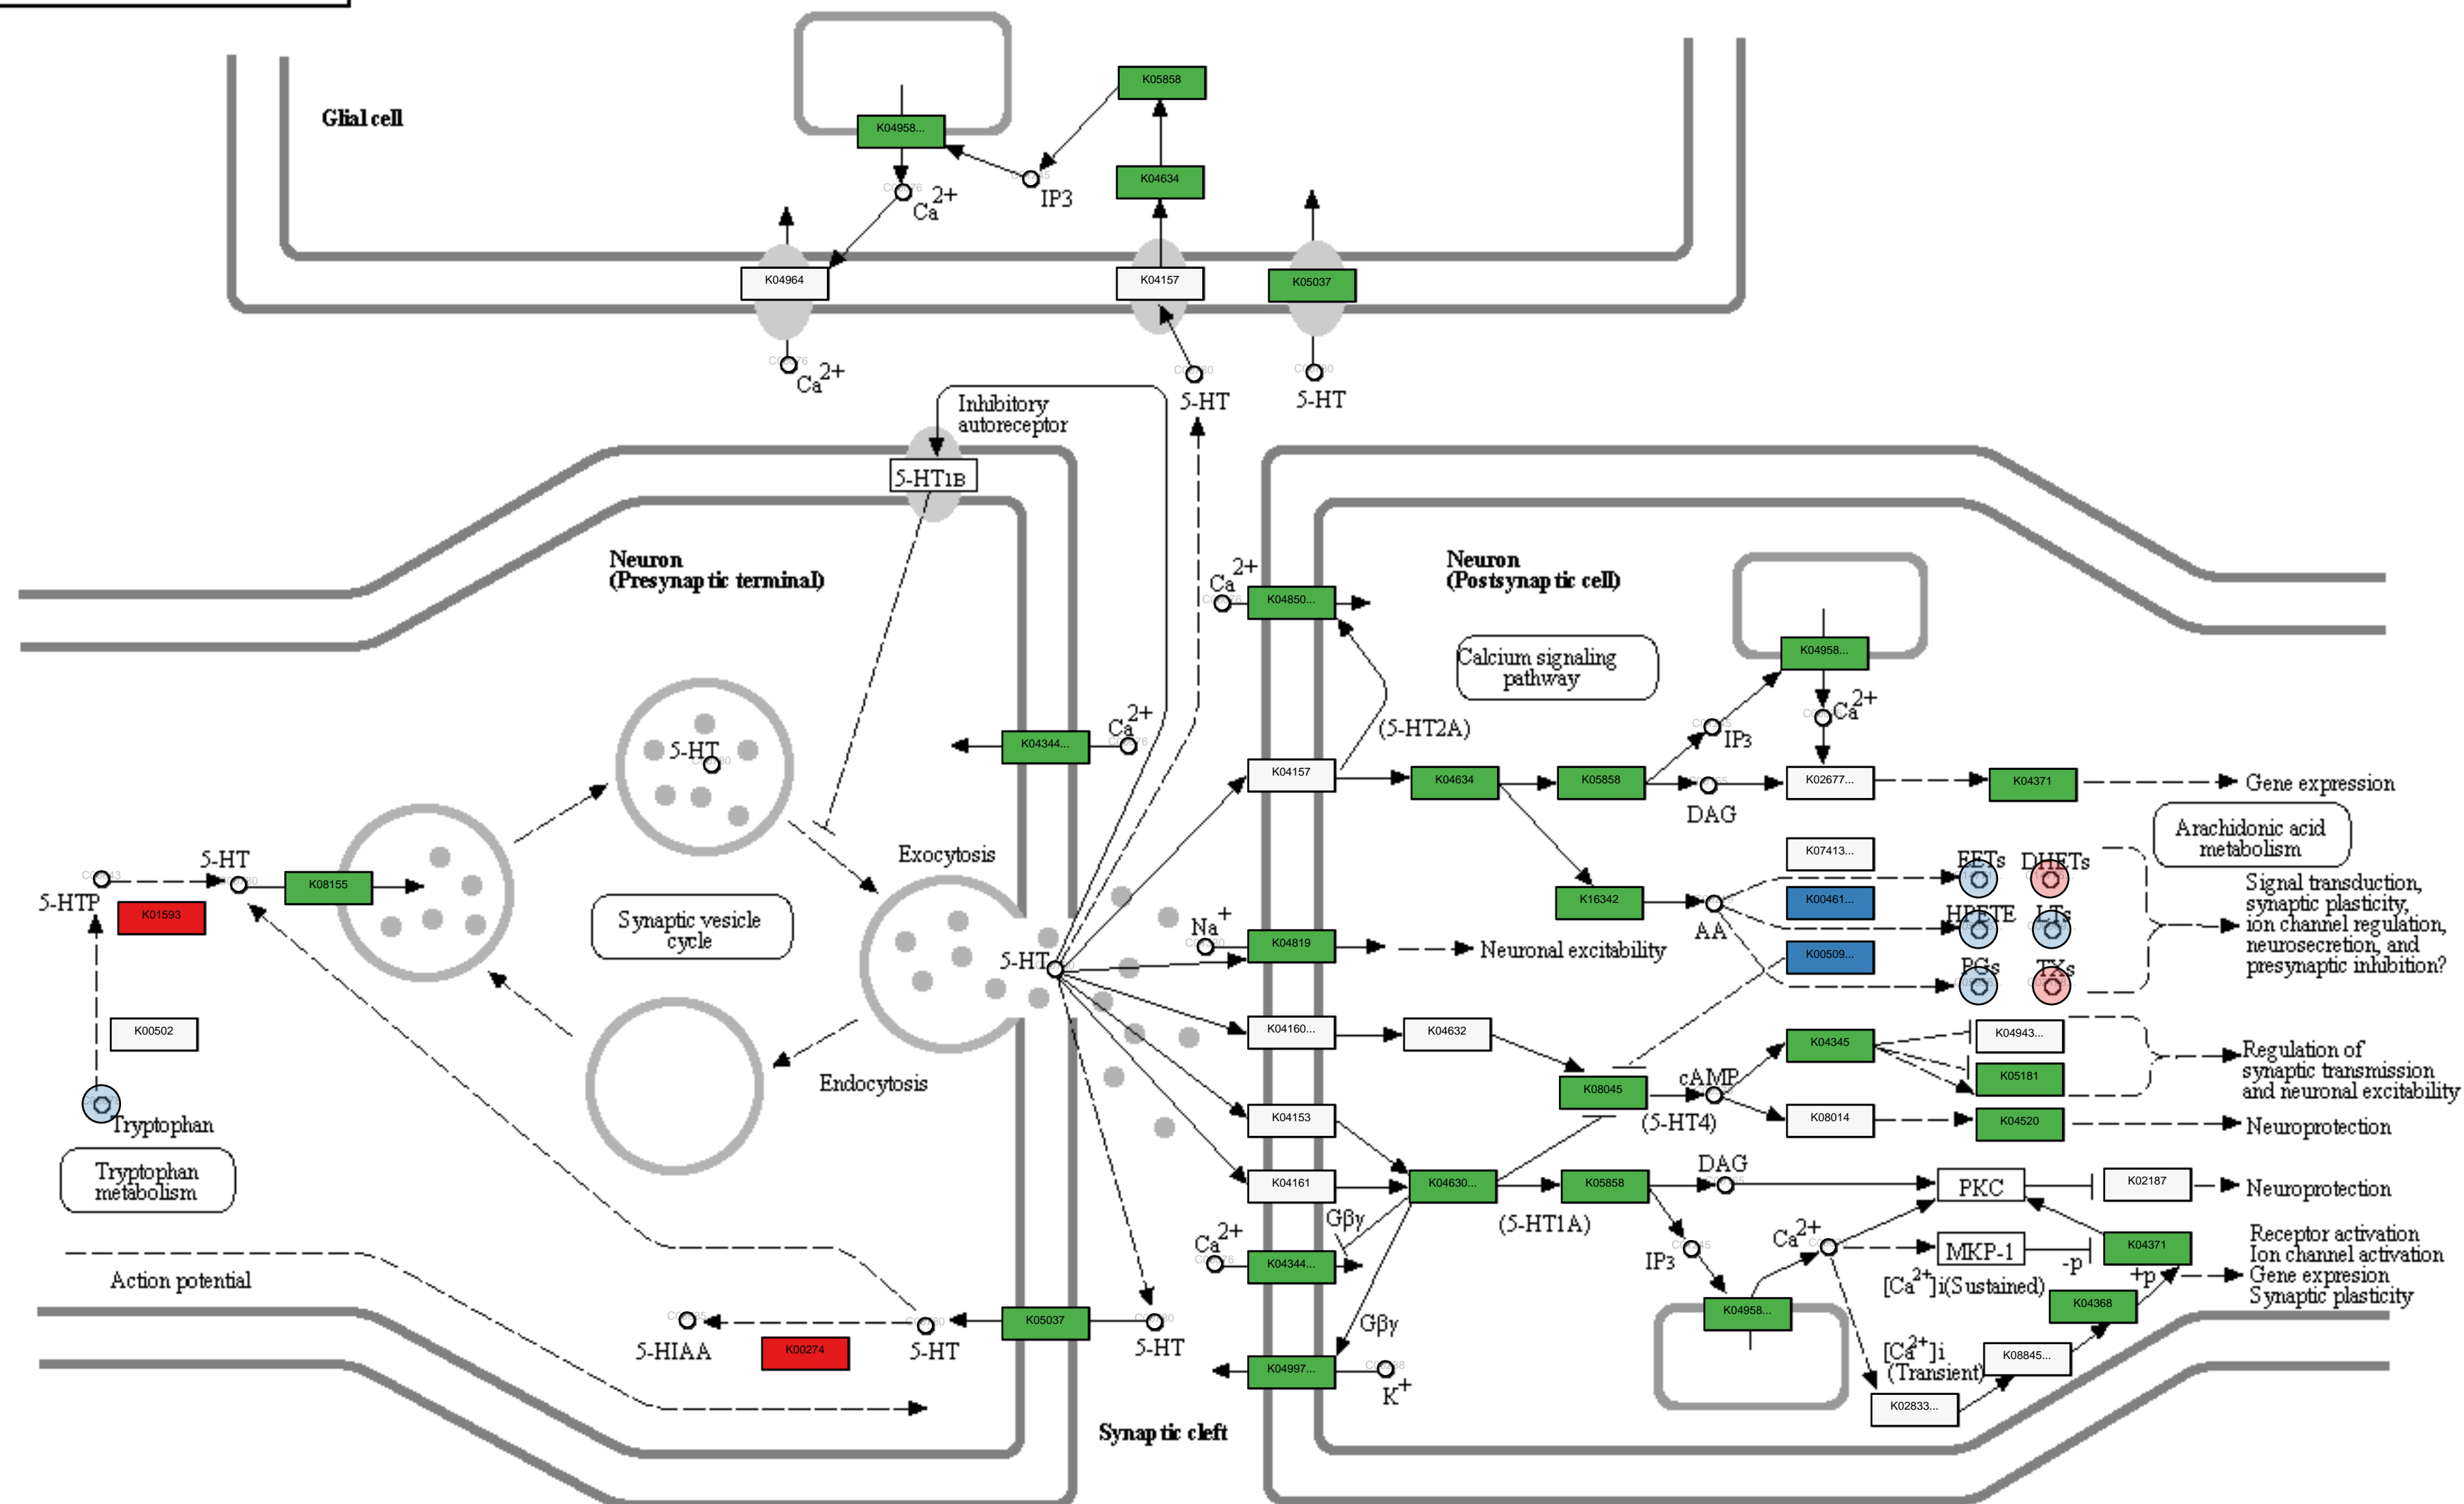 K05858
Glial cell
K04958...
K04634
IP3
Ca2+
K04964
K04157
K05037
Ca2+
5-HT
5-HT
Inhibitory
autoreceptor
5-HT1B
Neuron
(Presynaptic terminal)
Neuron
(Postsynaptic cell)
Ca2+
K04850...
Calcium signaling
pathway
K04958...
Ca2+
(5-HT2A)
IP3
K04344...
Ca2+
5-HT
K04157
K04634
K05858
DAG
K02677...
K04371
Gene expression
Arachidonic acid
metabolism
K07413...
EETs
DHETs
Exocytosis
5-HT
5-HTP
K01593
K08155
Synaptic vesicle
cycle
K16342
AA
K00461...
HPETE
LTs
Signal transduction,
synaptic plasticity,
ion channel regulation,
neurosecretion, and
presynaptic inhibition?
Na+
K04819
Neuronal excitability
K00509...
PGs
TXs
5-HT
K00502
K04160...
K04632
K04345
K04943...
K05181
Regulation of
synaptic transmission
and neuronal excitability
Endocytosis
K08045
cAMP
(5-HT4)
K04153
K08014
K04520
Neuroprotection
Tryptophan
Tryptophan
metabolism
K04161
K04630...
K05858
(5-HT1A)
DAG
PKC
K02187
Neuroprotection
Gβγ
Ca2+
K04344...
IP3
Ca2+
MKP-1
-p
K04371
+p
Receptor activation
Ion channel activation
Gene expresion
Synaptic plasticity
[Ca2+]i(Sustained)
K04368
Action potential
K04958...
5-HIAA
K00274
5-HT
K05037
5-HT
Gβγ
K04997...
K+
[Ca2+]i
(Transient)
K08845...
K02833...
Synaptic cleft